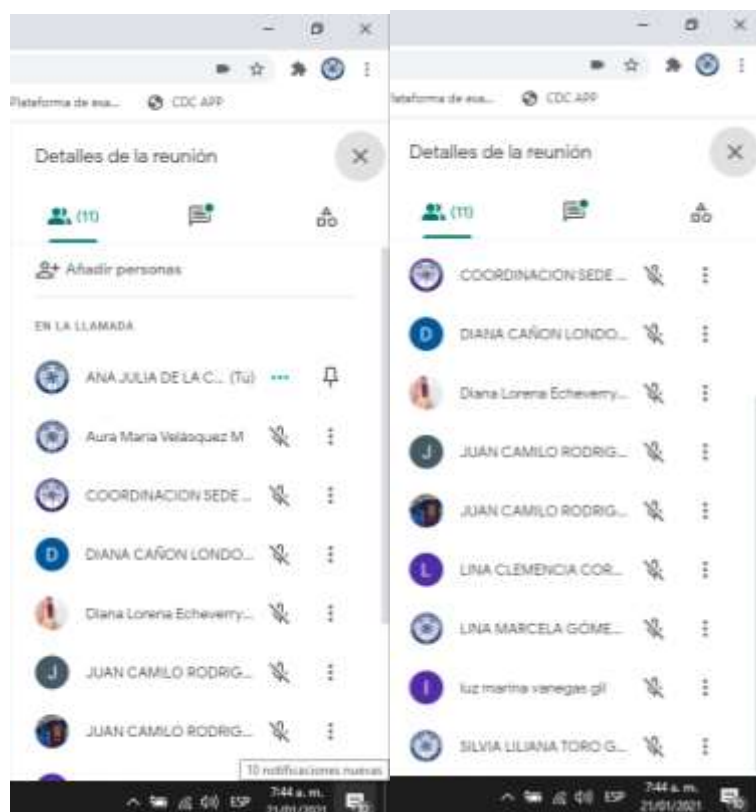 Plataforma de esa...
CDC APP
Detalles de la reunión
(11)
Añadir personas
EN LA LLAMADA
ANA JULIA DE LA C... (Tú)
Aura Maria Velásquez M
COORDINACION SEDE ...
DIANA CAÑON LONDO...
Diana Lorena Echeverry...
JUAN CAMILO RODRIG...
JUAN CAMILO RODRIG...
10 notificaciones nuevas
ESP
7:44 a. m.
21/01/2021
lataforma de esa...
CDC APP
Detalles de la reunión
(11)
COORDINACION SEDE ...
D
DIANA CAÑON LONDO...
Diana Lorena Echeverry...
J
JUAN CAMILO RODRIG...
JUAN CAMILO RODRIG...
L
LINA CLEMENCIA COR...
LINA MARCELA GÓME...
l
luz marina vanegas gil
SILVIA LILIANA TORO G...
ESP
7:44 a. m.
21/01/2021